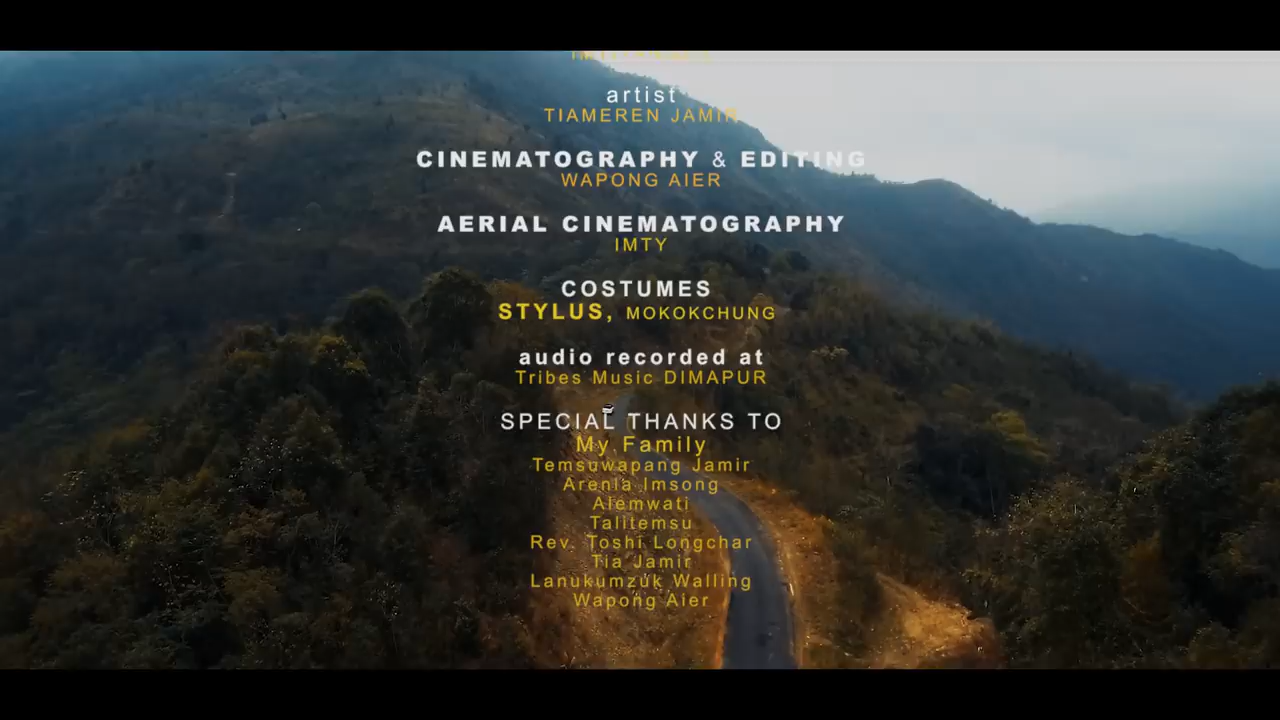 artist
TIAMEREN JAMIR
CINEMATOGRAPHY & EDITING
WAPONG AIER
AERIAL CINEMATOGRAPHY
IMTY
COSTUMES
STYLUS, MOKOKCHUNG
audio recorded at
Tribes Music DIMAPUR
SPECIAL THANKS TO
My Family
Temsuwapang Jamir
Arenla Imsong
Alemwati
Talitemsu
Rev. Toshi Longchar
Tia Jamir
Lanukumzuk Walling
Wapong Aier